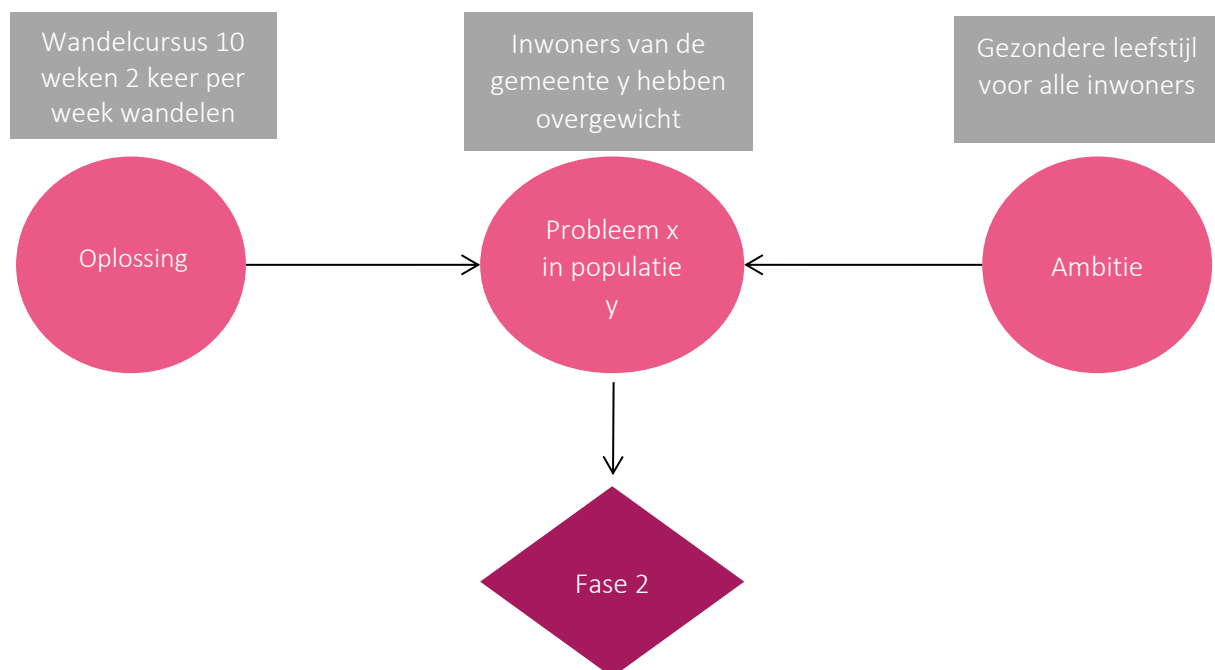 Wandelcursus 10
weken 2 keer per
week wandelen
Inwoners van de
gemeente y hebben
overgewicht
Gezondere leefstijl
voor alle inwoners
Oplossing
Probleem x
in populatie
y
Ambitie
Fase 2